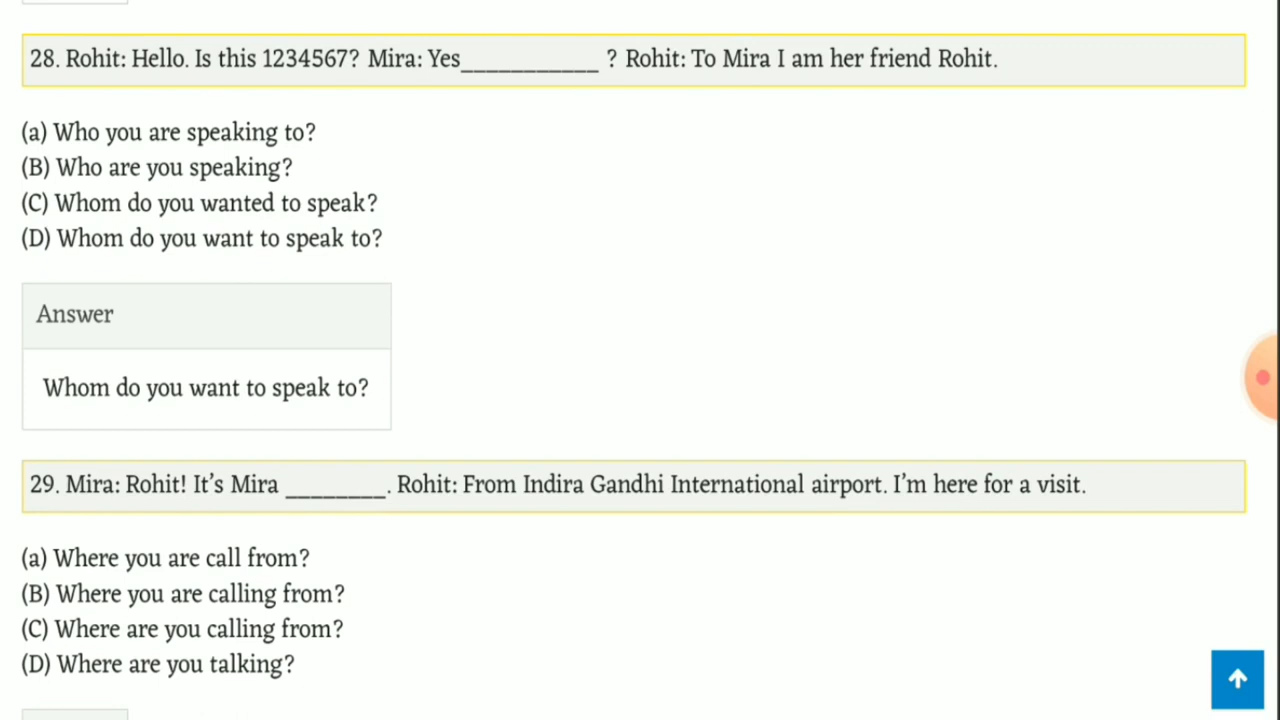 28. Rohit: Hello. Is this 1234567? Mira: Yes___________ ? Rohit: To Mira I am her friend Rohit.
(a) Who you are speaking to?
(B) Who are you speaking?
(C) Whom do you wanted to speak?
(D) Whom do you want to speak to?
Answer
Whom do you want to speak to?
29. Mira: Rohit! It’s Mira ________. Rohit: From Indira Gandhi International airport. I’m here for a visit.
(a) Where you are call from?
(B) Where you are calling from?
(C) Where are you calling from?
(D) Where are you talking?